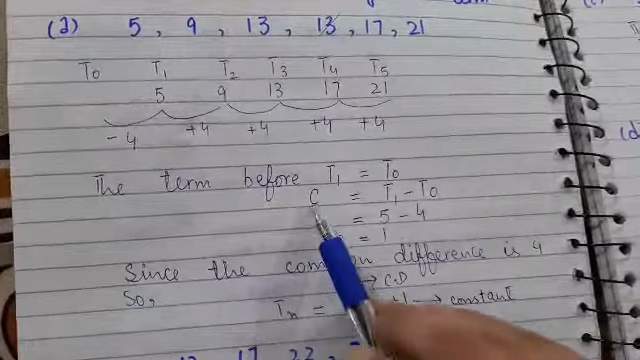 (d) 5 , 9 , 13 , 13 , 17 , 21
T0 T1 T2 T3 T4 T5
5 9 13 17 21
-4 +4 +4 +4 +4
The term before T1 = T0
C = T1 - T0
= 5 - 4
= 1
Since the common difference is 4
So, → C.D
Tn = +1 → constant
17 22